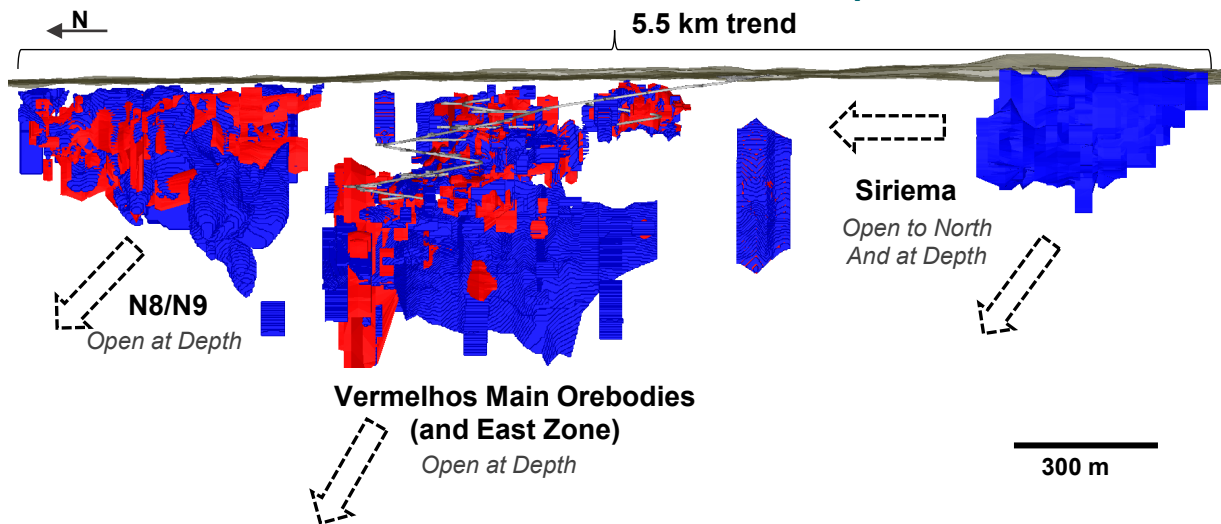 N
5.5 km trend
Siriema
Open to North
And at Depth
N8/N9
Open at Depth
Vermelhos Main Orebodies
(and East Zone)
Open at Depth
300 m